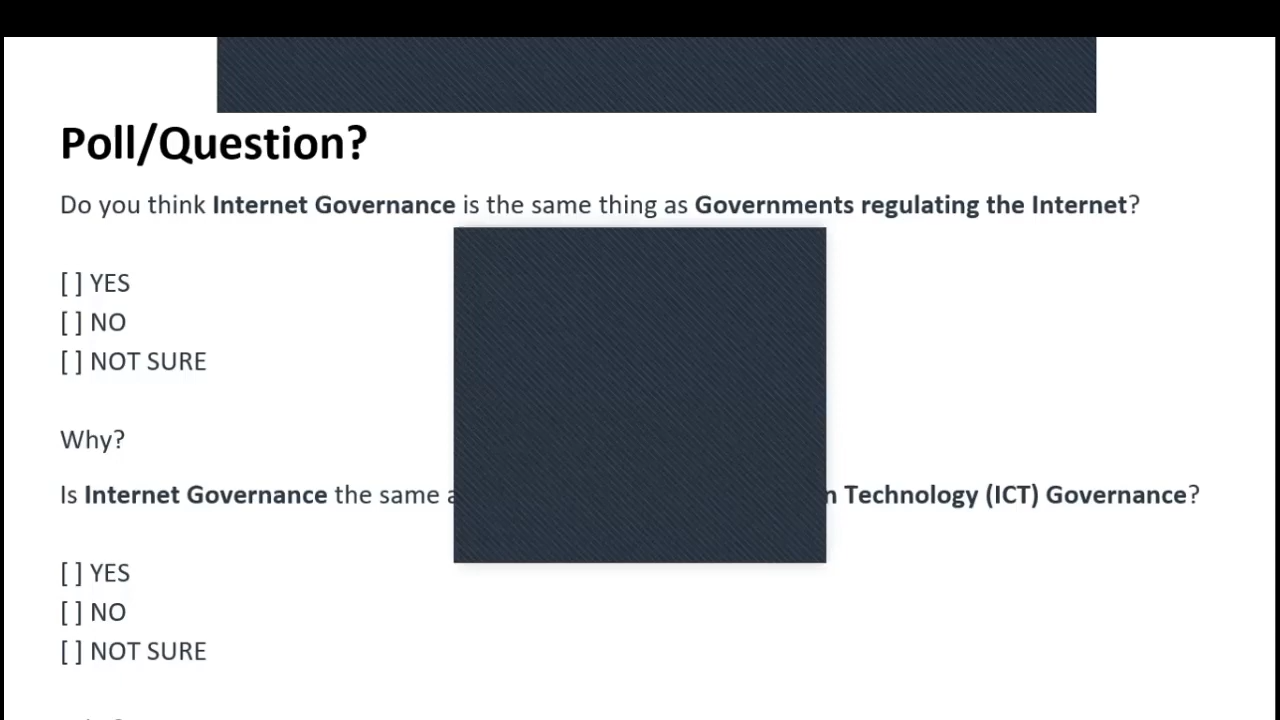 Poll/Question?
Do you think Internet Governance is the same thing as Governments regulating the Internet?
[ ] YES
[ ] NO
[ ] NOT SURE
Why?
Is Internet Governance the same Technology (ICT) Governance?
[ ] YES
[ ] NO
[ ] NOT SURE